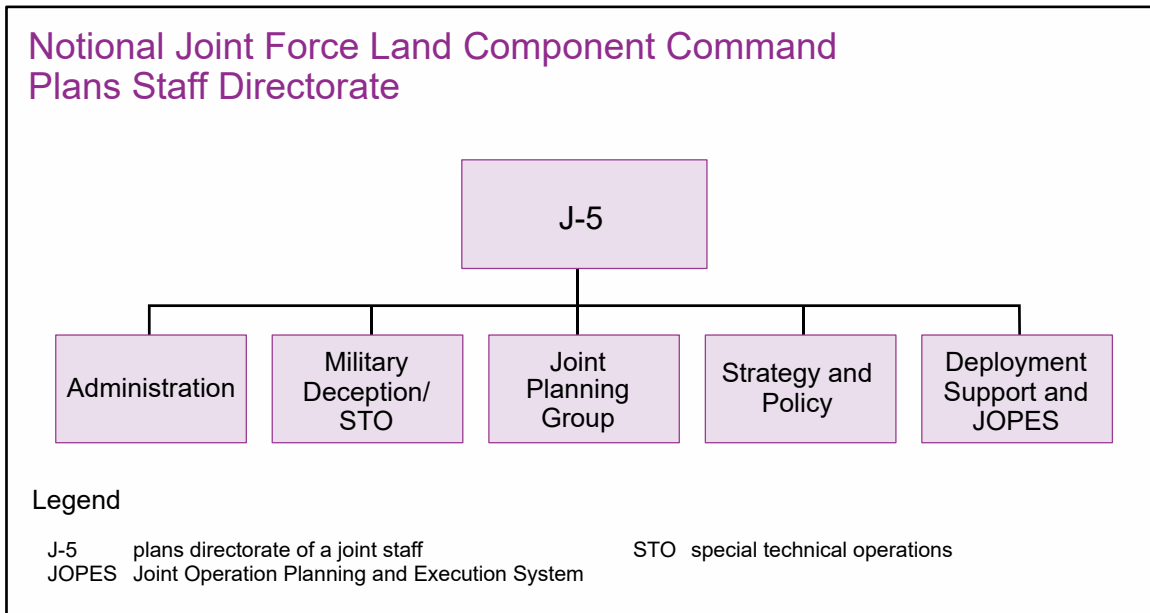 Notional Joint Force Land Component Command
Plans Staff Directorate
J-5
Administration
Military
Deception/
STO
Joint
Planning
Group
Strategy and
Policy
Deployment
Support and
JOPES
Legend
J-5 plans directorate of a joint staff
JOPES Joint Operation Planning and Execution System
STO special technical operations